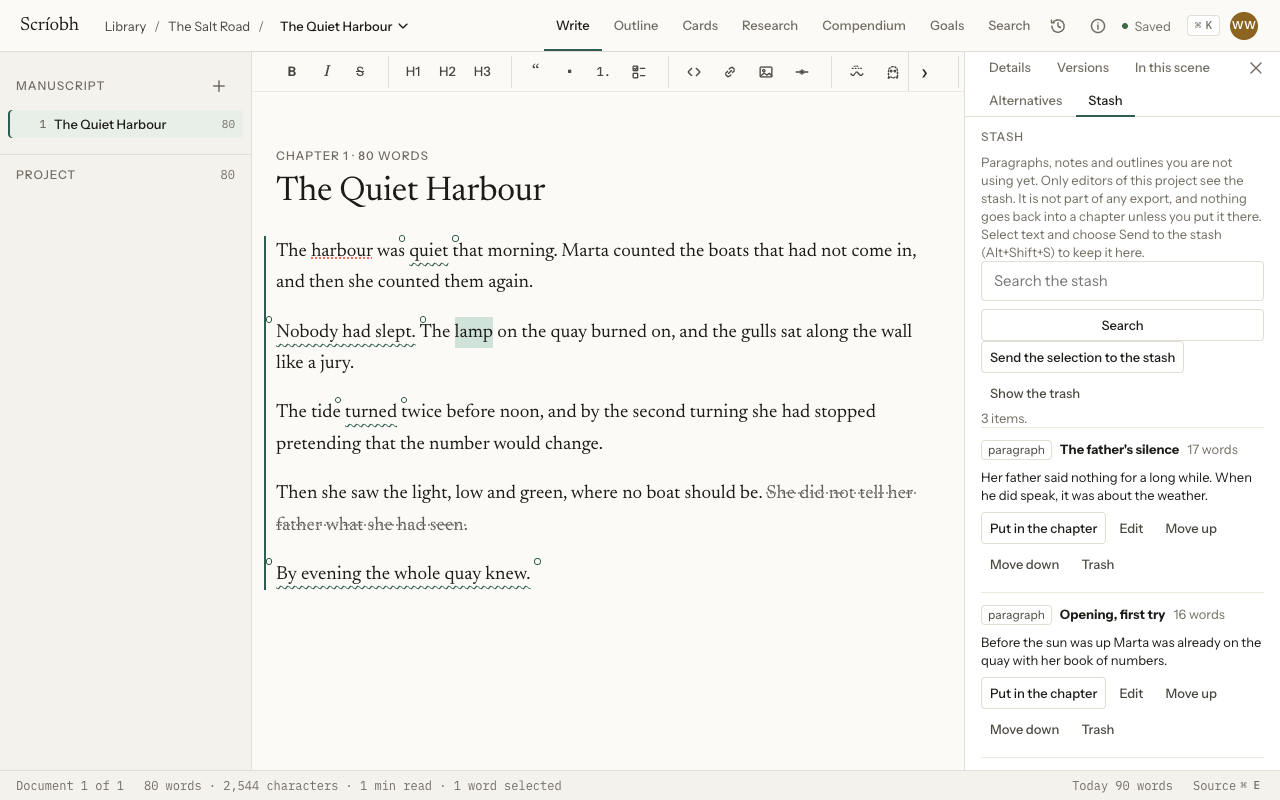 Scríobh
Library / The Salt Road / The Quiet Harbour
Write Outline Cards Research Compendium Goals Search
Saved
⌘ K
WW
MANUSCRIPT
1 The Quiet Harbour 80
PROJECT 80
B I S H1 H2 H3 “ 1.
CHAPTER 1 · 80 WORDS
The Quiet Harbour
The harbour was quiet that morning. Marta counted the boats that had not come in,
and then she counted them again.
Nobody had slept. The lamp on the quay burned on, and the gulls sat along the wall
like a jury.
The tide turned twice before noon, and by the second turning she had stopped
pretending that the number would change.
Then she saw the light, low and green, where no boat should be. She did not tell her
father what she had seen.
By evening the whole quay knew.
Details Versions In this scene
Alternatives Stash
STASH
Paragraphs, notes and outlines you are not
using yet. Only editors of this project see the
stash. It is not part of any export, and nothing
goes back into a chapter unless you put it there.
Select text and choose Send to the stash
(Alt+Shift+S) to keep it here.
Search the stash
Search
Send the selection to the stash
Show the trash
3 items.
paragraph The father's silence 17 words
Her father said nothing for a long while. When
he did speak, it was about the weather.
Put in the chapter Edit Move up
Move down Trash
paragraph Opening, first try 16 words
Before the sun was up Marta was already on the
quay with her book of numbers.
Put in the chapter Edit Move up
Move down Trash
Document 1 of 1 80 words · 2,544 characters · 1 min read · 1 word selected
Today 90 words Source ⌘ E